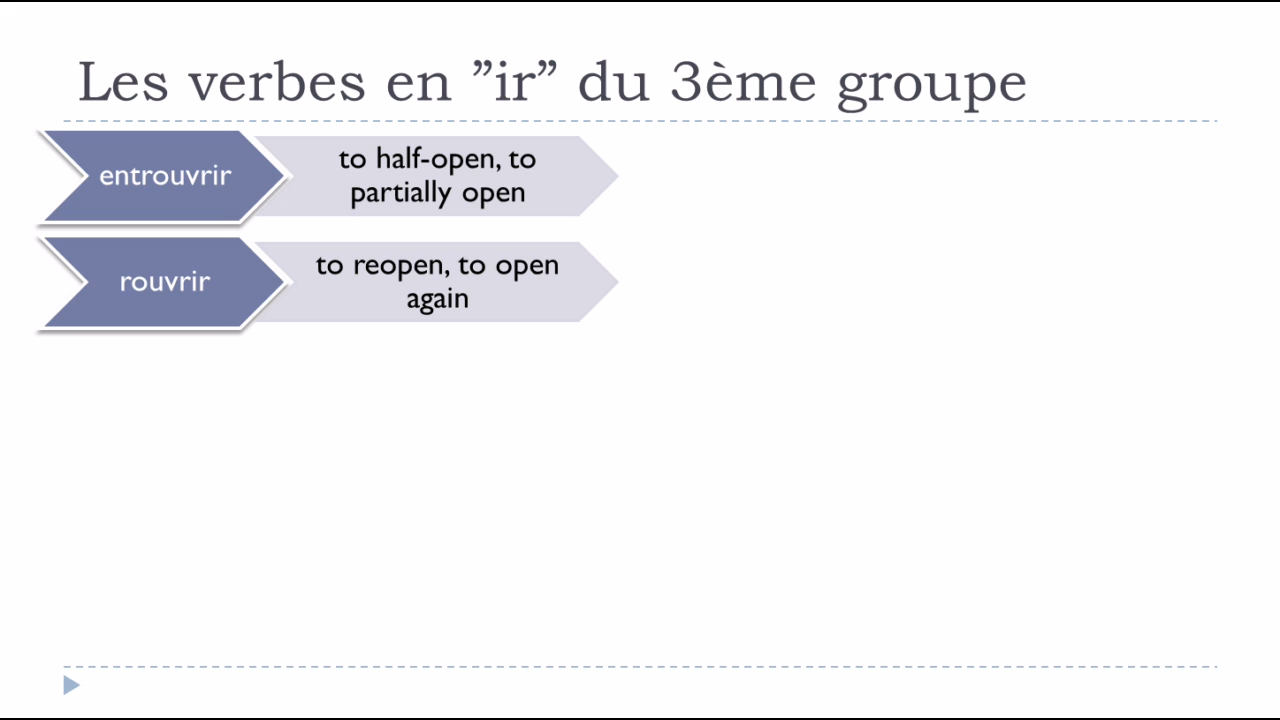 Les verbes en ”ir” du 3ème groupe
entrouvrir
to half-open, to
partially open
rouvrir
to reopen, to open
again